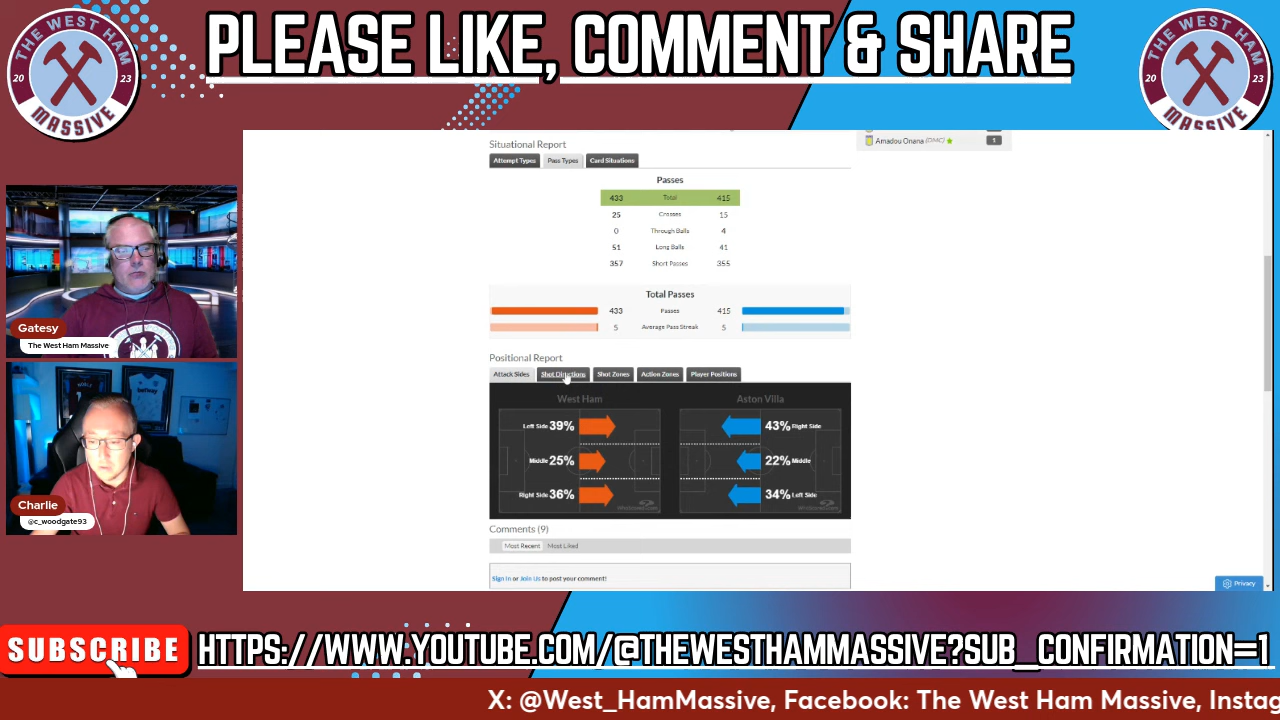 PLEASE LIKE, COMMENT & SHARE
THE WEST HAM
20 23
MASSIVE
THE WEST HAM
20 23
MASSIVE
Situational Report
Attempt Types Pass Types Card Situations
Amadou Onana (DMC) 1
Passes
433 Total 415
25 Crosses 15
0 Through Balls 4
51 Long Balls 41
357 Short Passes 355
Total Passes
433 Passes 415
5 Average Pass Streak 5
Positional Report
Attack Sides Shot Directions Shot Zones Action Zones Player Positions
West Ham Aston Villa
Left Side 39% 43% Right Side
Middle 25% 22% Middle
Right Side 36% 34% Left Side
Comments (9)
Most Recent Most Liked
Sign In or Join Us to post your comment!
Privacy
Gatesy
The West Ham Massive
betway
Charlie
@c_woodgate93
SUBSCRIBE
HTTPS://WWW.YOUTUBE.COM/@THEWESTHAMMASSIVE?SUB_CONFIRMATION=1
X: @West_HamMassive, Facebook: The West Ham Massive, Instag